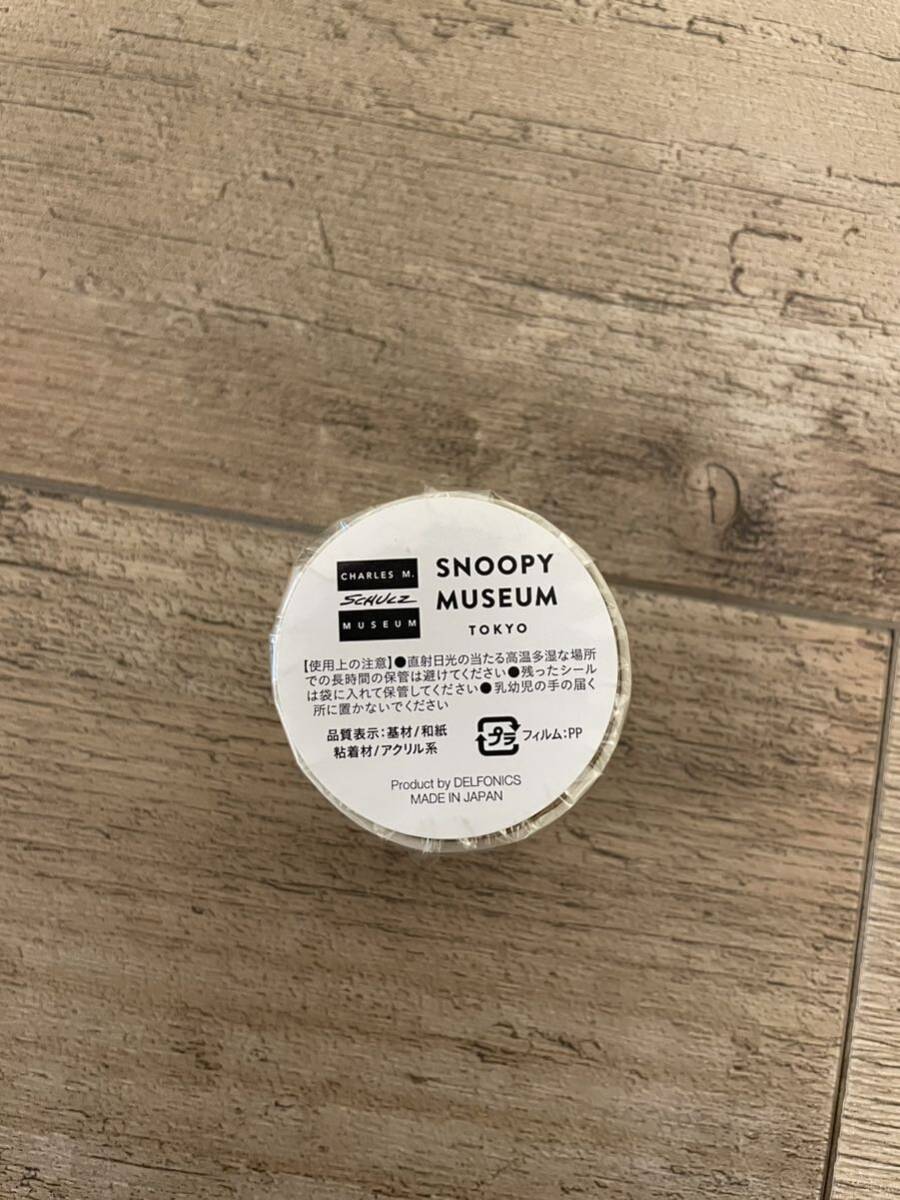 CHARLES M.
SCHULZ
MUSEUM
SNOOPY
MUSEUM
TOKYO
【使用上の注意】●直射日光の当たる高温多湿な場所
での長時間の保管は避けてください●残ったシール
は袋に入れて保管してください●乳幼児の手の届く
所に置かないでください
品質表示:基材/和紙
粘着材/アクリル系
プラ フィルム:PP
Product by DELFONICS
MADE IN JAPAN